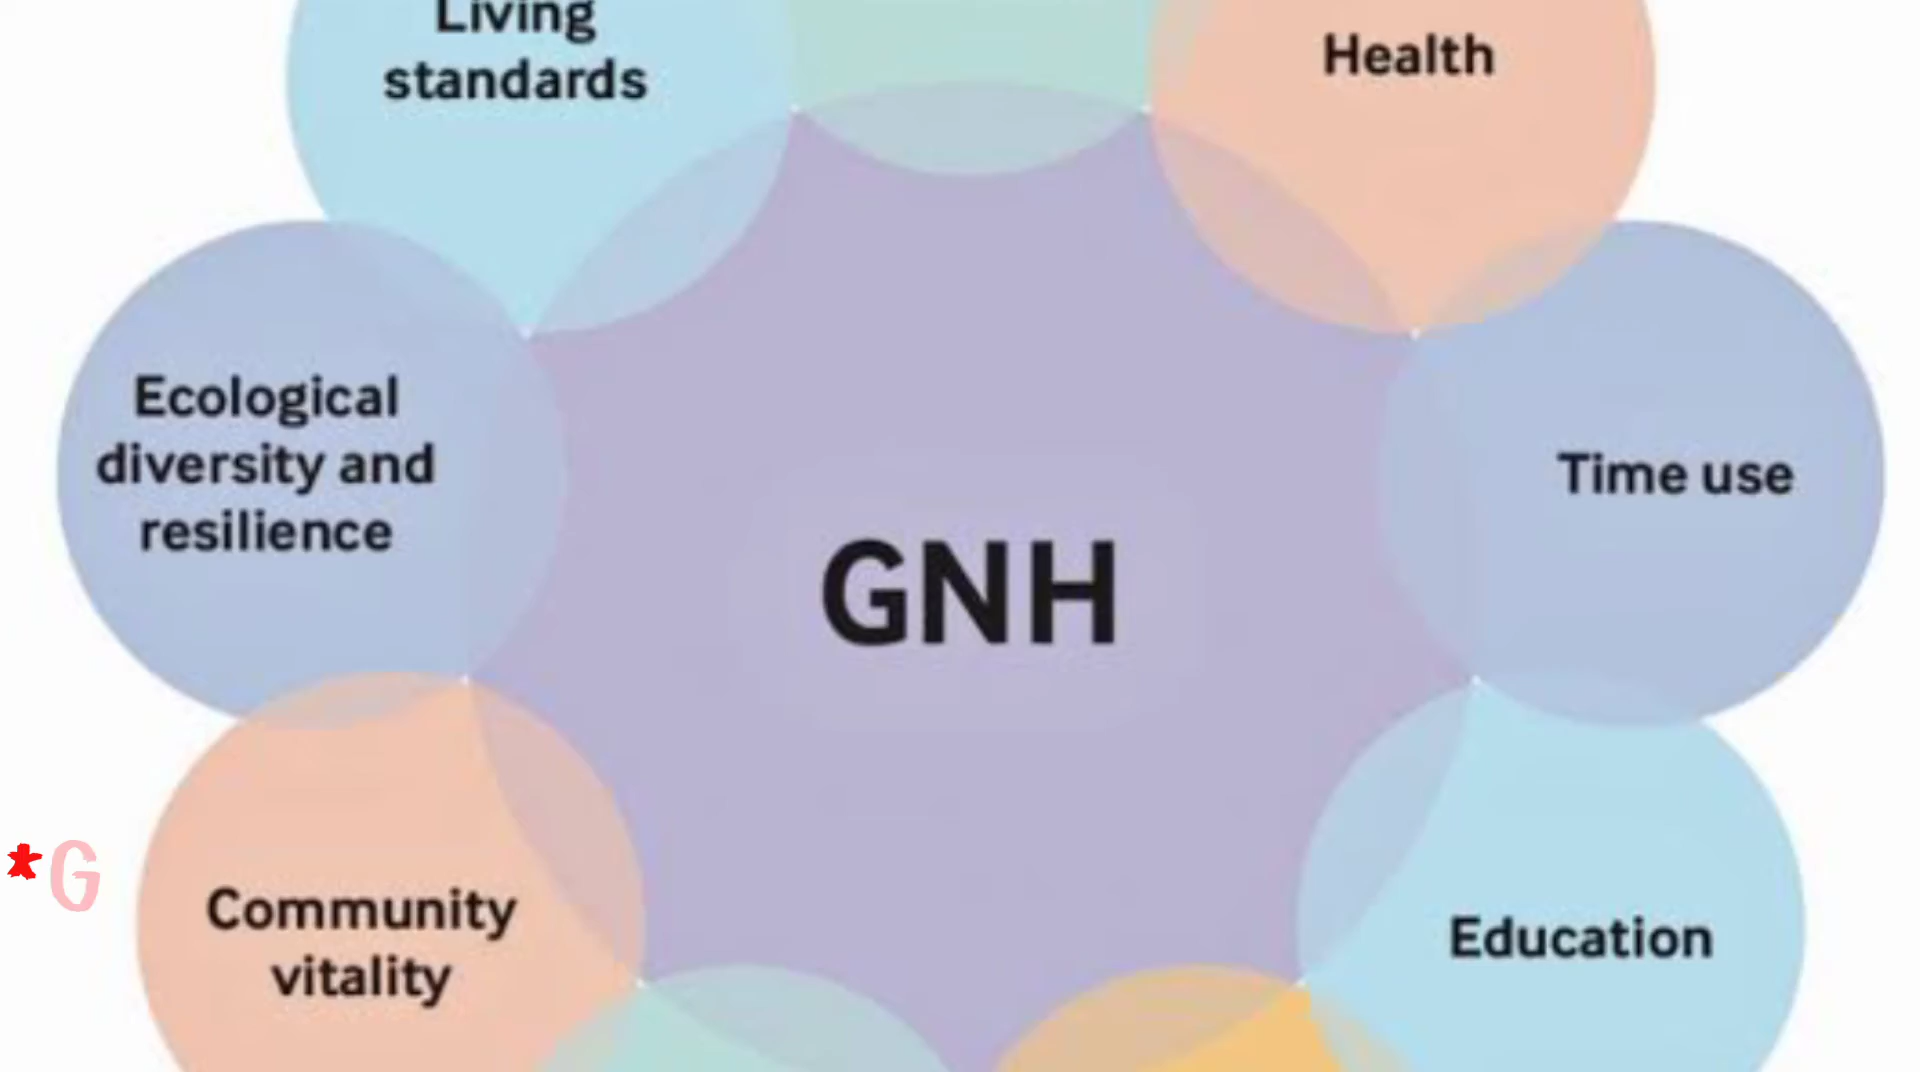 Living
standards
Health
Ecological
diversity and
resilience
Time use
GNH
*G
Community
vitality
Education